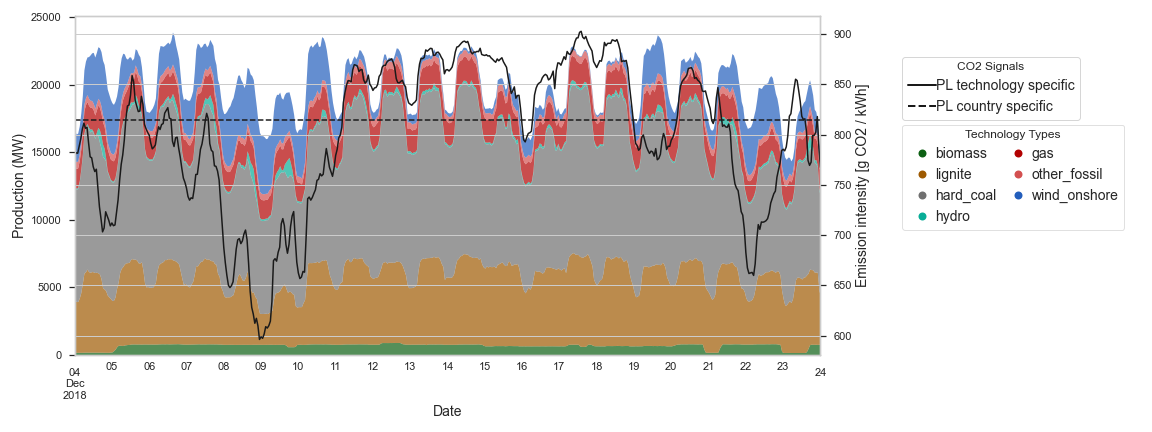 25000
20000
15000
10000
5000
0
Production (MW)
900
850
800
750
700
650
600
Emission intensity [g CO2 / kWh]
04 05 06 07 08 09 10 11 12 13 14 15 16 17 18 19 20 21 22 23 24
Dec
2018
Date
CO2 Signals
PL technology specific
PL country specific
Technology Types
biomass gas
lignite other_fossil
hard_coal wind_onshore
hydro